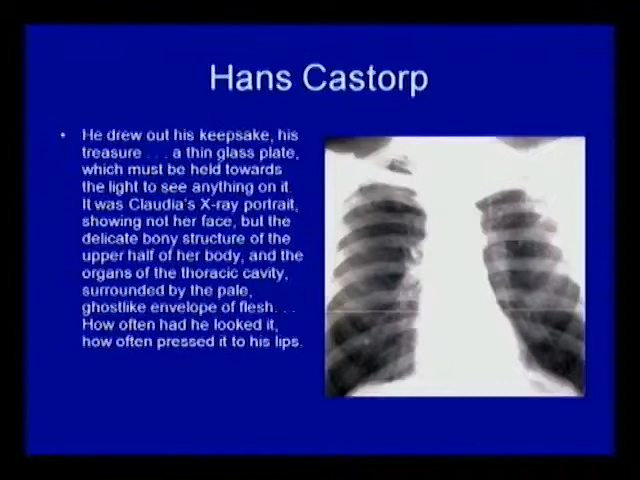 Hans Castorp
• He drew out his keepsake, his
treasure . . . a thin glass plate,
which must be held towards
the light to see anything on it.
It was Claudia's X-ray portrait,
showing not her face, but the
delicate bony structure of the
upper half of her body, and the
organs of the thoracic cavity,
surrounded by the pale,
ghostlike envelope of flesh. . .
How often had he looked it,
how often pressed it to his lips.